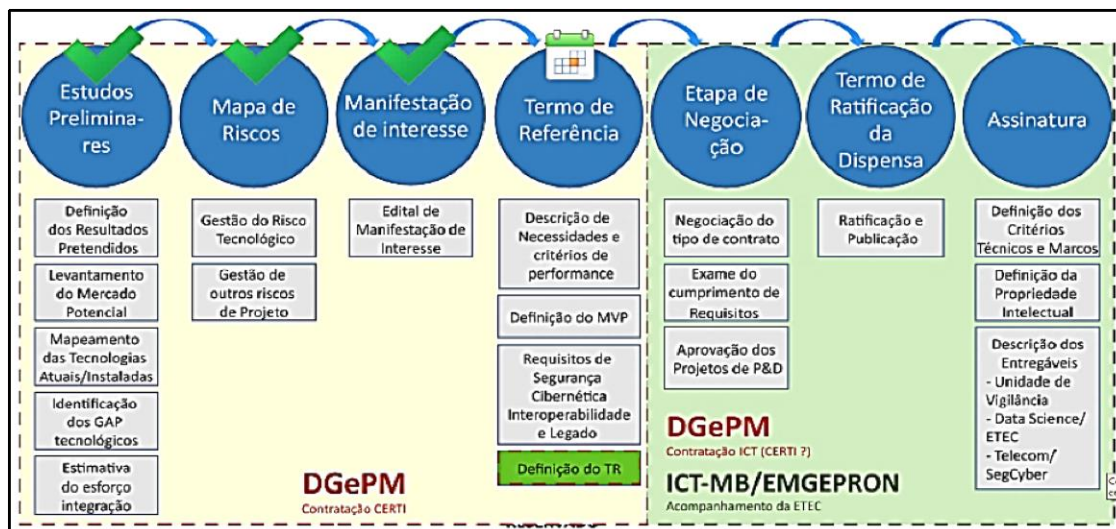 Estudos
Prelimina-
res
Mapa de
Riscos
Manifestação
de interesse
Termo de
Referência
Etapa de
Negocia-
ção
Termo de
Ratificação
da
Dispensa
Assinatura
Definição
dos Resultados
Pretendidos
Levantamento
do Mercado
Potencial
Mapeamento
das Tecnologias
Atuais/Instaladas
Identificação
dos GAP
tecnológicos
Estimativa
do esforço
integração
Gestão do Risco
Tecnológico
Gestão de
outros riscos
de Projeto
Edital de
Manifestação de
Interesse
Descrição de
Necessidades e
critérios de
performance
Definição do MVP
Requisitos de
Segurança
Cibernética
Interoperabilidade
e Legado
Definição do TR
DGePM
Contratação CERTI
Negociação do
tipo de contrato
Exame do
cumprimento de
Requisitos
Aprovação dos
Projetos de P&D
Ratificação e
Publicação
Definição dos
Critérios
Técnicos e Marcos
Definição da
Propriedade
Intelectual
Descrição dos
Entregáveis
- Unidade de
Vigilância
- Data Science/
ETEC
- Telecom/
SegCyber
DGePM
Contratação ICT (CERTI ?)
ICT-MB/EMGEPRON
Acompanhamento da ETEC